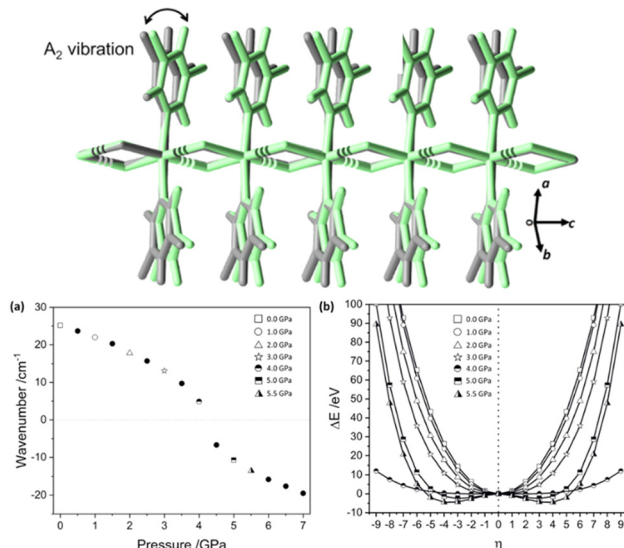 A₂ vibration
a
c
b
(a)
30
20
10
0
-10
-20
0 1 2 3 4 5 6 7
Wavenumber /cm⁻¹
Pressure /GPa
0.0 GPa
1.0 GPa
2.0 GPa
3.0 GPa
4.0 GPa
5.0 GPa
5.5 GPa
(b)
100
90
80
70
60
50
40
30
20
10
0
-9 -8 -7 -6 -5 -4 -3 -2 -1 0 1 2 3 4 5 6 7 8 9
ΔE /eV
η
0.0 GPa
1.0 GPa
2.0 GPa
3.0 GPa
4.0 GPa
5.0 GPa
5.5 GPa